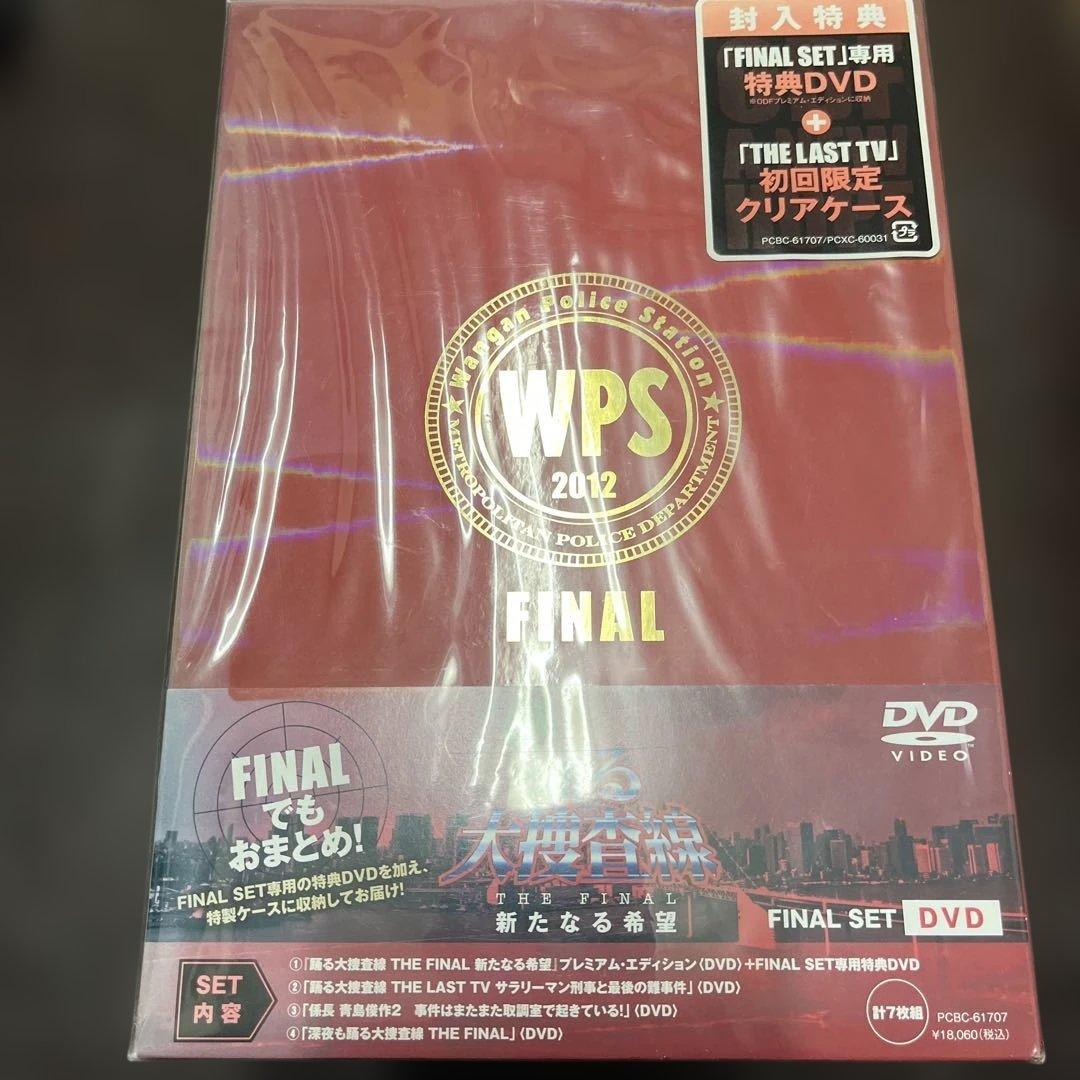 封入特典
「FINAL SET」専用
特典DVD
※ODFプレミアム・エディションに収納
+
「THE LAST TV」
初回限定
クリアケース
PCBC-61707/PCXC-60031 プラ
Wangan Police Station
WPS
2012
METROPOLITAN POLICE DEPARTMENT
FINAL
DVD
VIDEO
FINAL
でも
おまとめ!
FINAL SET専用の特典DVDを加え、
特製ケースに収納してお届け!
る
大捜査線
THE FINAL
新たなる希望
FINAL SET DVD
SET
内容
①『踊る大捜査線 THE FINAL 新たなる希望』プレミアム・エディション〈DVD〉+FINAL SET専用特典DVD
②「踊る大捜査線 THE LAST TV サラリーマン刑事と最後の難事件」〈DVD〉
③「係長 青島俊作2 事件はまたまた取調室で起きている!」〈DVD〉
④「深夜も踊る大捜査線 THE FINAL」〈DVD〉
計7枚組
PCBC-61707
¥18,060(税込)